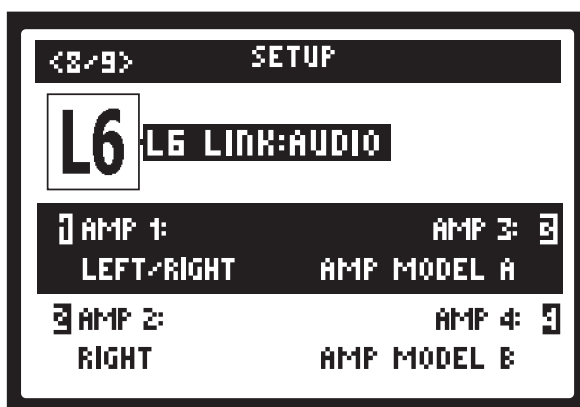 <8/9> SETUP
L6 L6 LINK:AUDIO
1 AMP 1: AMP 3: 3
LEFT/RIGHT AMP MODEL A
2 AMP 2: AMP 4: 4
RIGHT AMP MODEL B